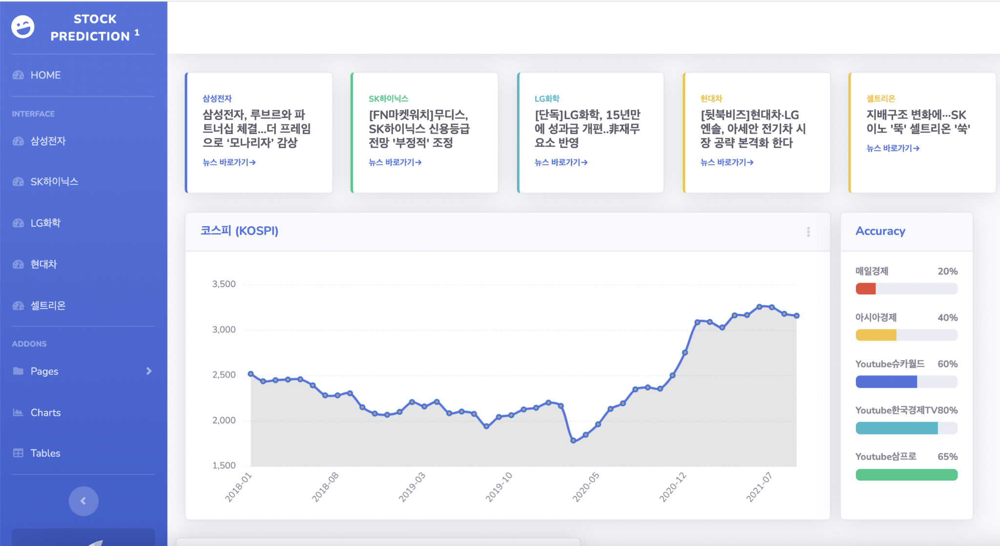 STOCK
PREDICTION 1
HOME
INTERFACE
삼성전자
SK하이닉스
LG화학
현대차
셀트리온
ADDONS
Pages
Charts
Tables
삼성전자
삼성전자, 루브르와 파
트너십 체결...더 프레임
으로 ‘모나리자’ 감상
뉴스 바로가기→
SK하이닉스
[FN마켓워치]무디스,
SK하이닉스 신용등급
전망 '부정적' 조정
뉴스 바로가기→
LG화학
[단독]LG화학, 15년만
에 성과급 개편..非재무
요소 반영
뉴스 바로가기→
현대차
[뒷북비즈]현대차·LG
엔솔, 아세안 전기차 시
장 공략 본격화 한다
뉴스 바로가기→
셀트리온
지배구조 변화에…SK
이노 '뚝' 셀트리온 '쑥'
뉴스 바로가기→
코스피 (KOSPI)
3,500
3,000
2,500
2,000
1,500
2018-01
2018-08
2019-03
2019-10
2020-05
2020-12
2021-07
Accuracy
매일경제 20%
아시아경제 40%
Youtube슈카월드 60%
Youtube한국경제TV80%
Youtube삼프로 65%